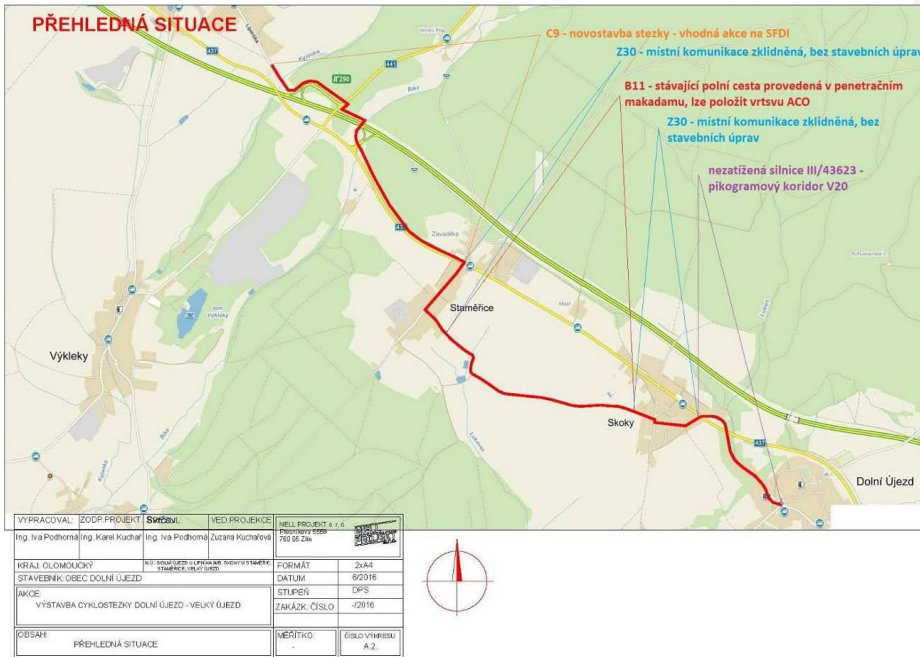 PŘEHLEDNÁ SITUACE
C9 - novostavba stezky - vhodná akce na SFDI
Z30 - místní komunikace zklidněná, bez stavebních úprav
B11 - stávající polní cesta provedená v penetračním
makadamu, lze položit vrtsvu ACO
Z30 - místní komunikace zklidněná, bez
stavebních úprav
nezatížená silnice III/43623 -
pikogramový koridor V20
437
441
290
Zavadilka
Staměřice
Výkleky
Skoky
437
Dolní Újezd
VYPRACOVAL:
ZODP.PROJEKT.
VED.PROJEKCE
Ing. Iva Podhorná
Ing. Karel Kuchař
Ing. Iva Podhorná
Zuzana Kuchařová
NELL PROJEKT s. r. o.
760 05 Zlín
KRAJ: OLOMOUCKÝ
STAVEBNÍK: OBEC DOLNÍ ÚJEZD
AKCE:
VÝSTAVBA CYKLOSTEZKY DOLNÍ ÚJEZD - VELKÝ ÚJEZD
FORMÁT 2xA4
DATUM 6/2016
STUPEŇ DPS
ZAKÁZK. ČÍSLO -/2016
OBSAH:
PŘEHLEDNÁ SITUACE
MĚŘÍTKO:
-
ČÍSLO VÝKRESU
A.2.